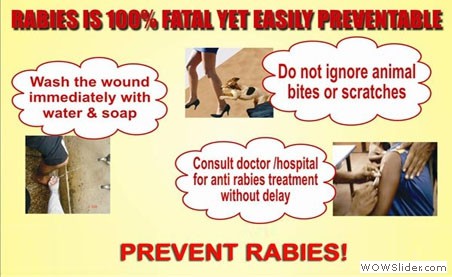 RABIES IS 100% FATAL YET EASILY PREVENTABLE
Wash the wound
immediately with
water & soap
Do not ignore animal
bites or scratches
Consult doctor /hospital
for anti rabies treatment
without delay
PREVENT RABIES!
WOWSlider.com